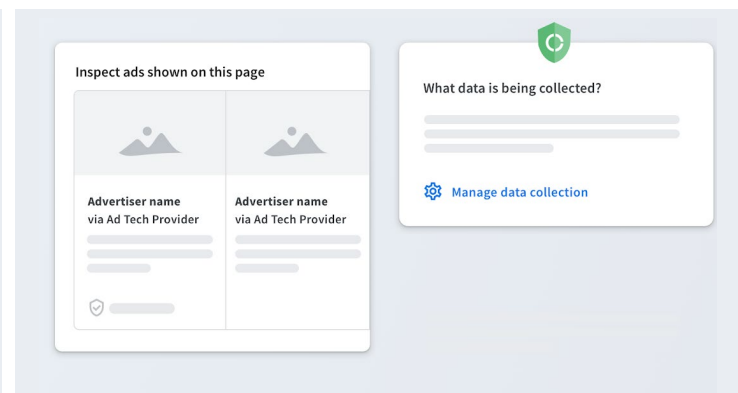 Inspect ads shown on this page
Advertiser name
via Ad Tech Provider
Advertiser name
via Ad Tech Provider
What data is being collected?
Manage data collection